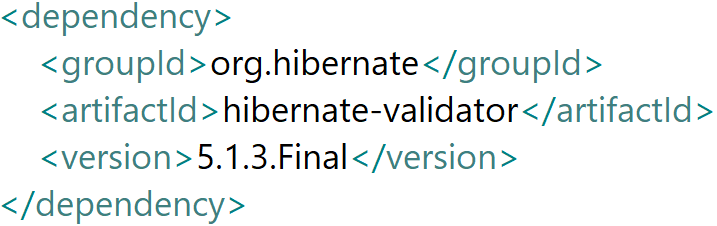 <dependency>
<groupId>org.hibernate</groupId>
<artifactId>hibernate-validator</artifactId>
<version>5.1.3.Final</version>
</dependency>